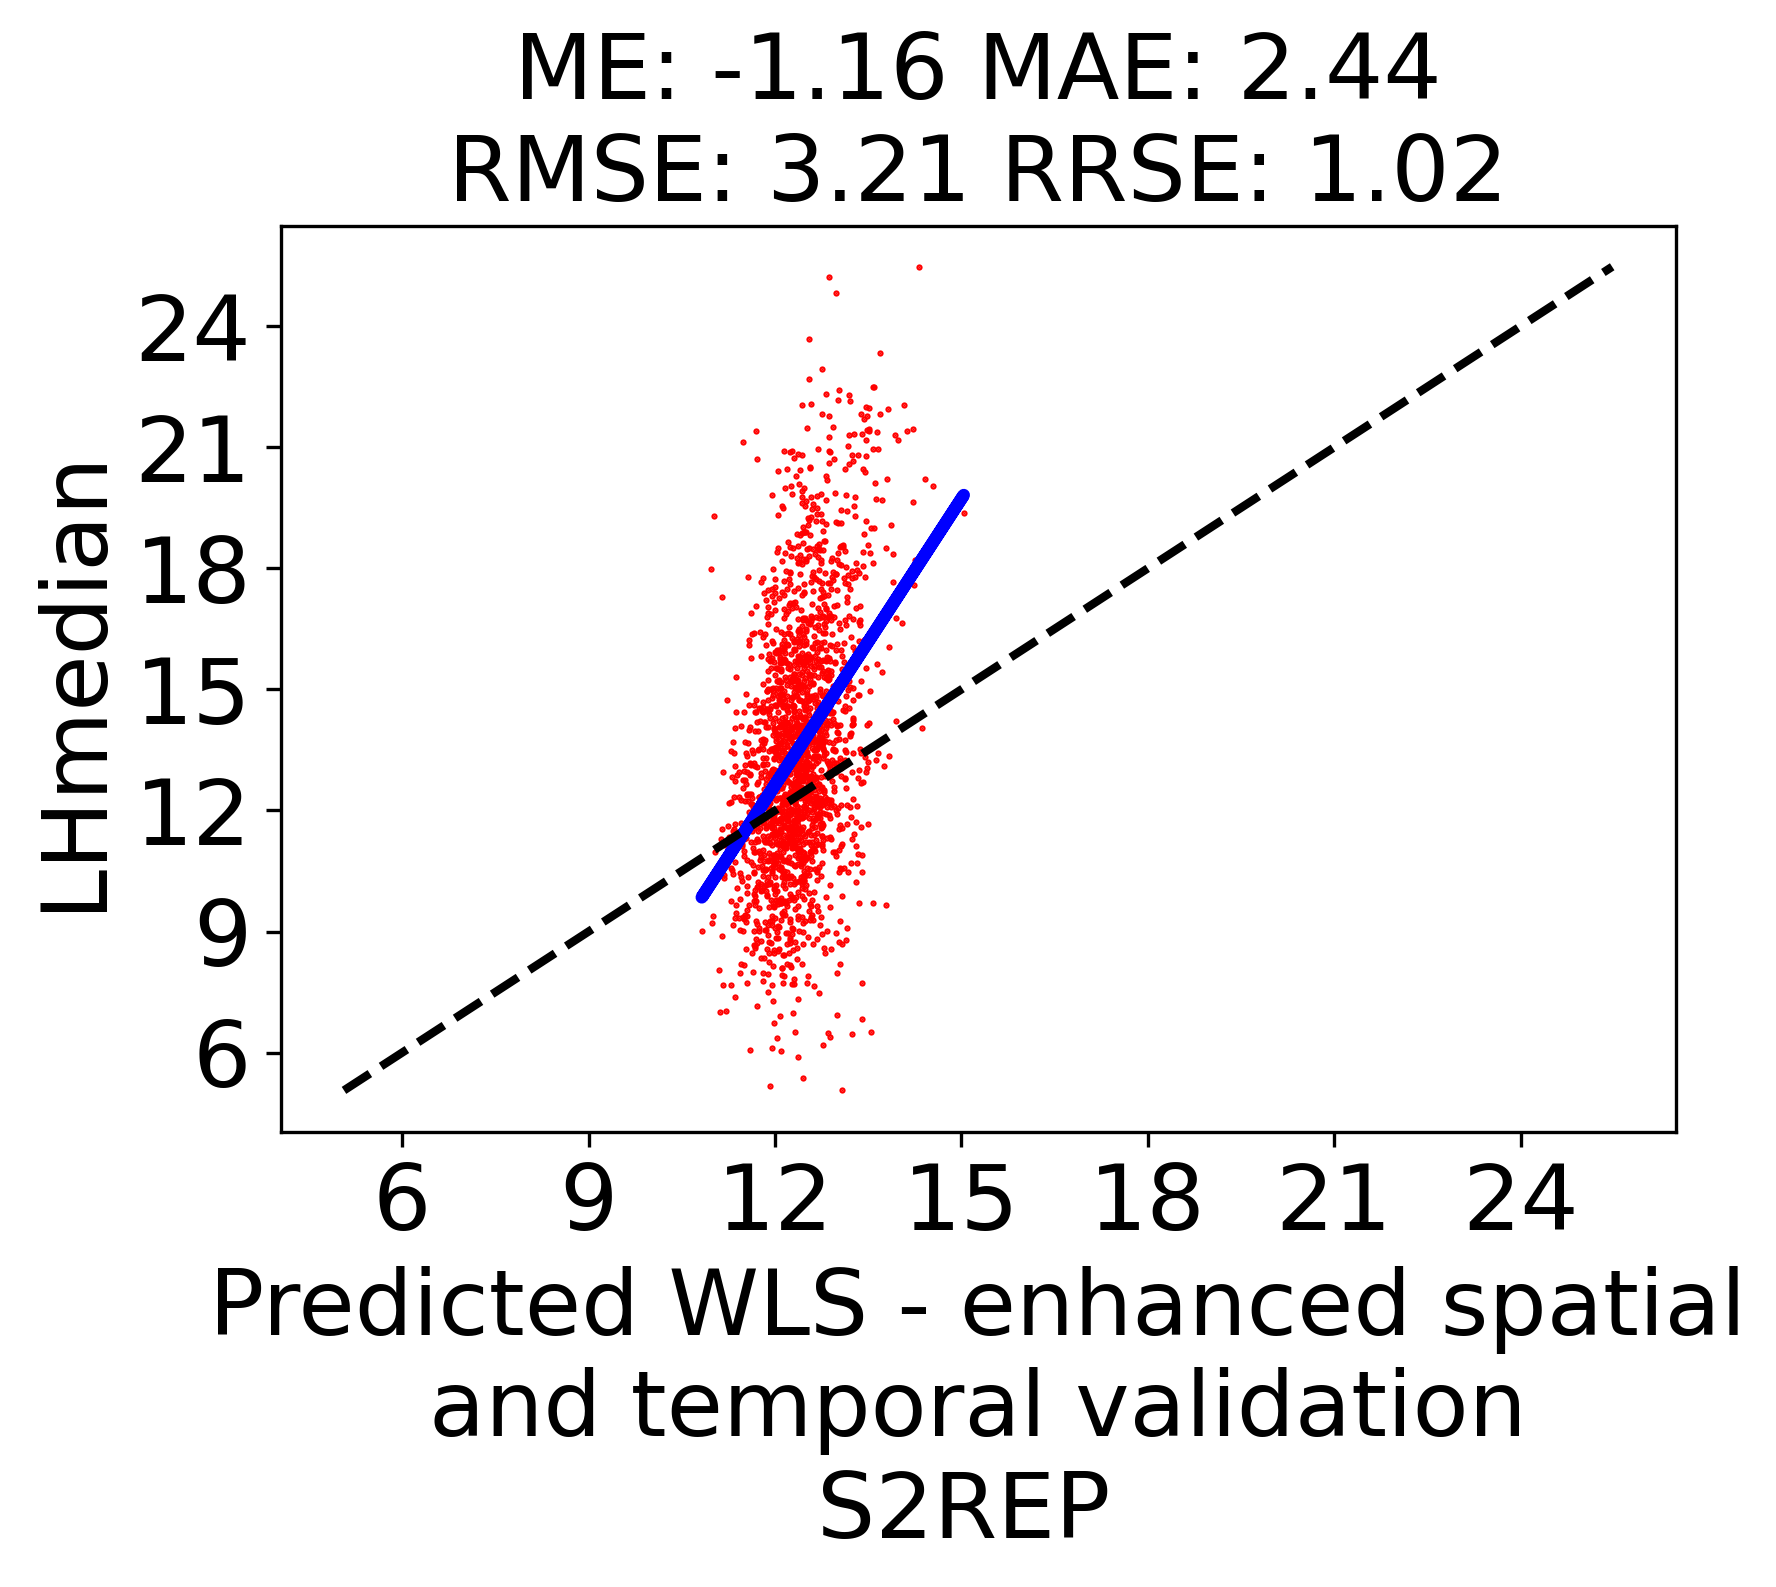 ME: -1.16 MAE: 2.44
RMSE: 3.21 RRSE: 1.02
LHmedian
24
21
18
15
12
9
6
6 9 12 15 18 21 24
Predicted WLS - enhanced spatial
and temporal validation
S2REP